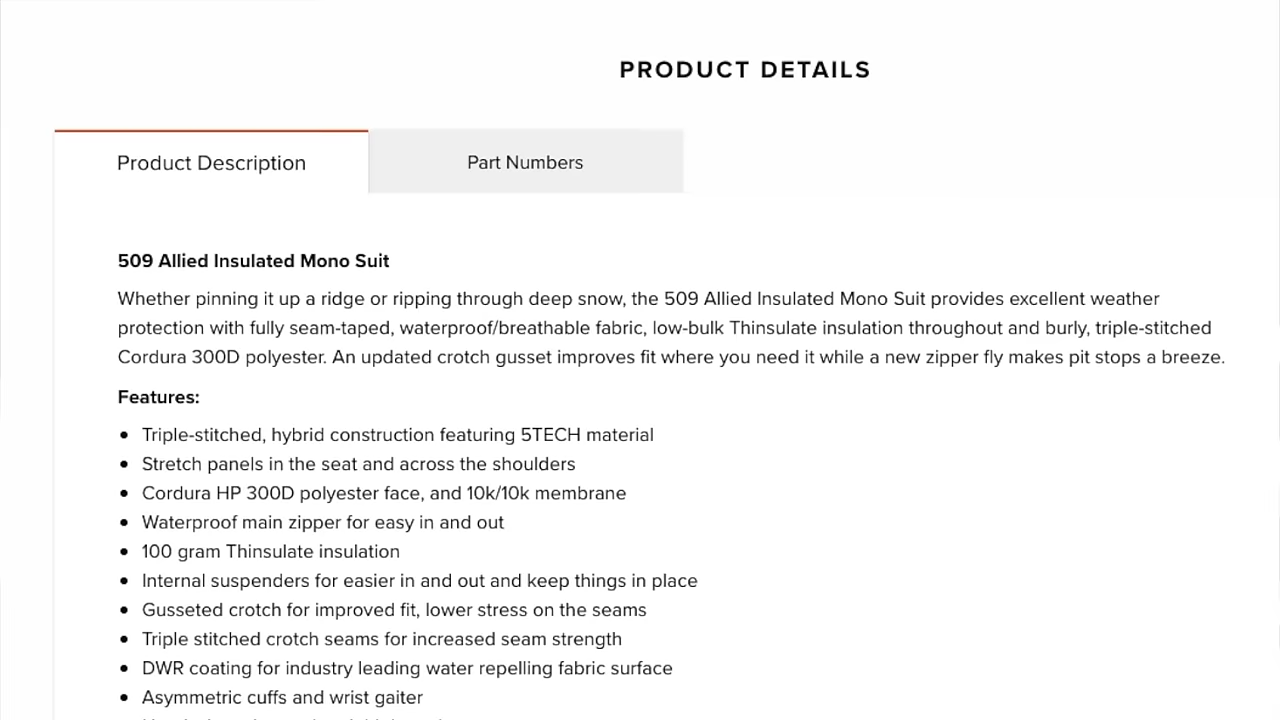 PRODUCT DETAILS
Product Description
Part Numbers
509 Allied Insulated Mono Suit
Whether pinning it up a ridge or ripping through deep snow, the 509 Allied Insulated Mono Suit provides excellent weather
protection with fully seam-taped, waterproof/breathable fabric, low-bulk Thinsulate insulation throughout and burly, triple-stitched
Cordura 300D polyester. An updated crotch gusset improves fit where you need it while a new zipper fly makes pit stops a breeze.
Features:
• Triple-stitched, hybrid construction featuring 5TECH material
• Stretch panels in the seat and across the shoulders
• Cordura HP 300D polyester face, and 10k/10k membrane
• Waterproof main zipper for easy in and out
• 100 gram Thinsulate insulation
• Internal suspenders for easier in and out and keep things in place
• Gusseted crotch for improved fit, lower stress on the seams
• Triple stitched crotch seams for increased seam strength
• DWR coating for industry leading water repelling fabric surface
• Asymmetric cuffs and wrist gaiter